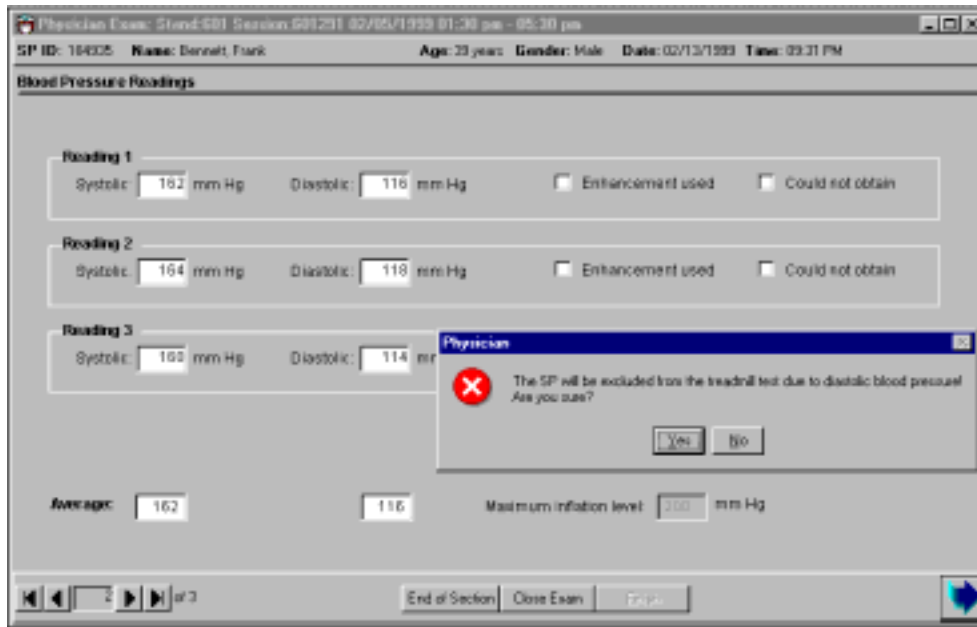 Physician Exam: Stand:601 Session:601291 02/05/1999 01:30 pm - 05:30 pm
SP ID: Name: Bennett, Frank Age: years Gender: Male Date: 02/13/1999 Time: 09:31 PM
Blood Pressure Readings
Reading 1
Systolic: 162 mm Hg Diastolic: 116 mm Hg Enhancement used Could not obtain
Reading 2
Systolic: 164 mm Hg Diastolic: 118 mm Hg Enhancement used Could not obtain
Reading 3
Systolic: 160 mm Hg Diastolic: 114
Physician
The SP will be excluded from the treadmill test due to diastolic blood pressure!
Are you sure?
Yes No
Average: 162 116 Maximum inflation level: mm Hg
2 of 3 End of Section Close Exam